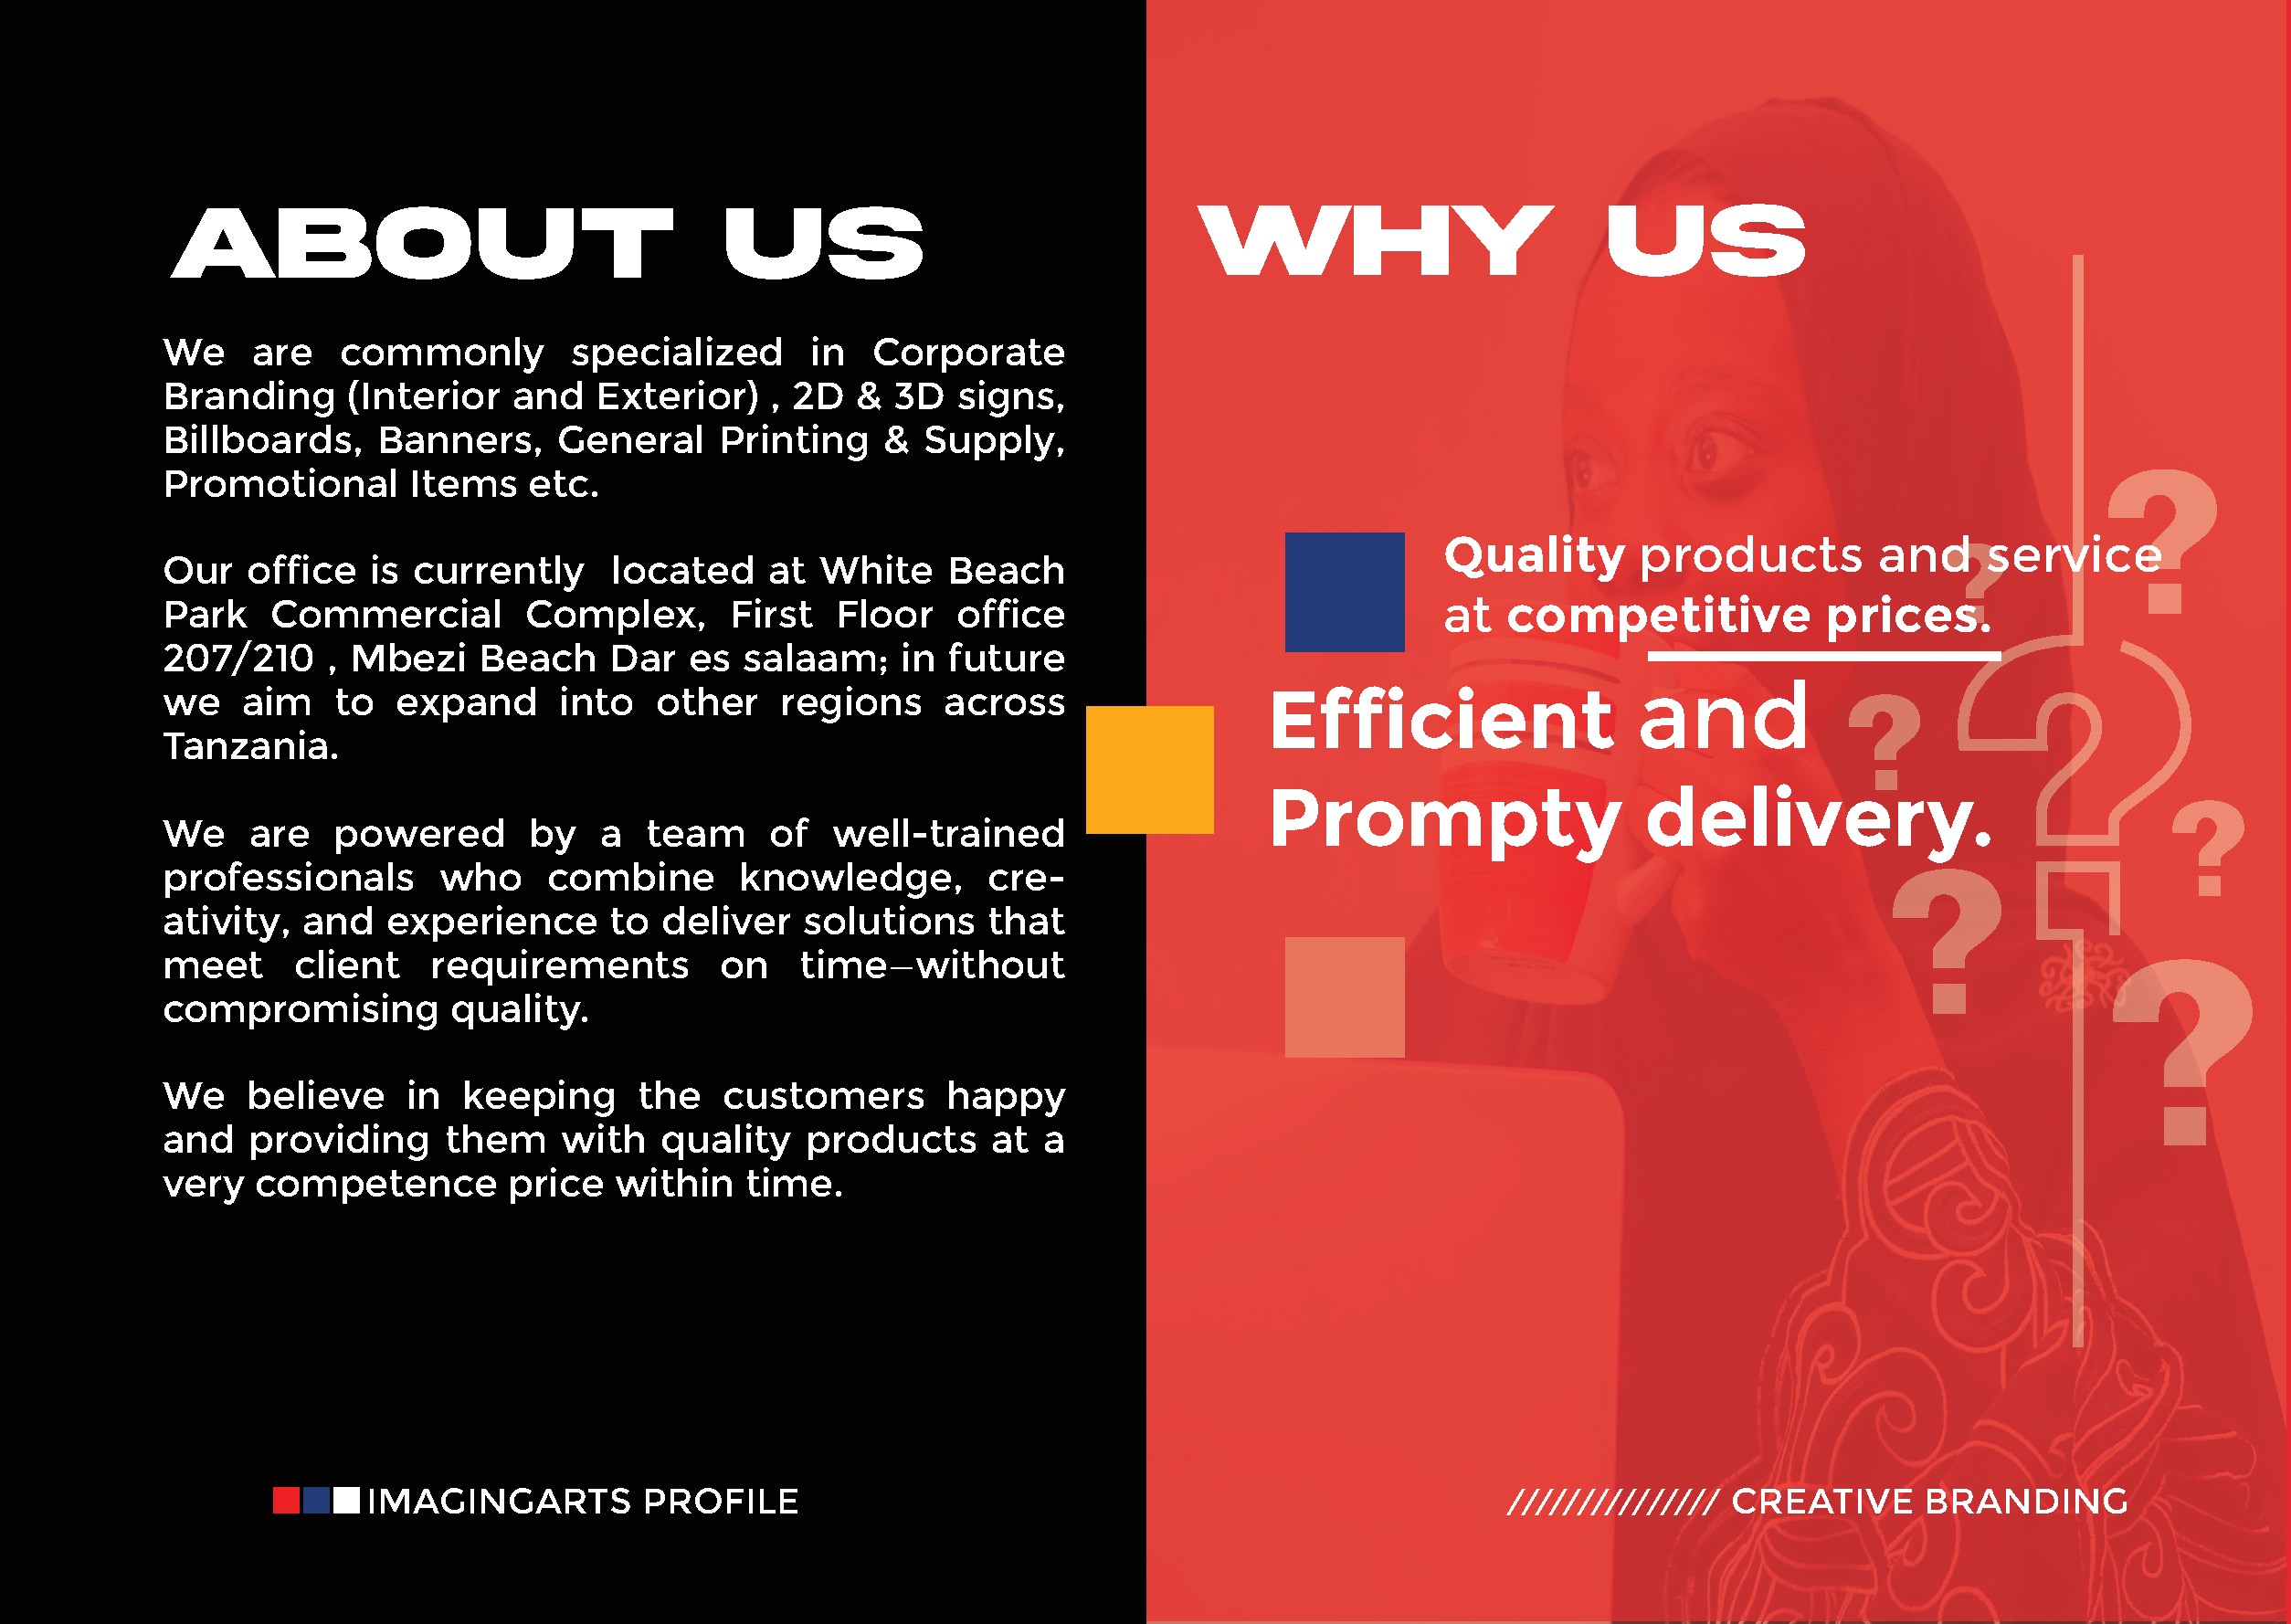 ABOUT US
We are commonly specialized in Corporate
Branding (Interior and Exterior) , 2D & 3D signs,
Billboards, Banners, General Printing & Supply,
Promotional Items etc.
Our office is currently located at White Beach
Park Commercial Complex, First Floor office
207/210 , Mbezi Beach Dar es salaam; in future
we aim to expand into other regions across
Tanzania.
We are powered by a team of well-trained
professionals who combine knowledge, cre-
ativity, and experience to deliver solutions that
meet client requirements on time—without
compromising quality.
We believe in keeping the customers happy
and providing them with quality products at a
very competence price within time.
IMAGINGARTS PROFILE
WHY US
Quality products and service
at competitive prices.
Efficient and
Prompty delivery.
?
?
?
?
?
?
?
/////////////// CREATIVE BRANDING